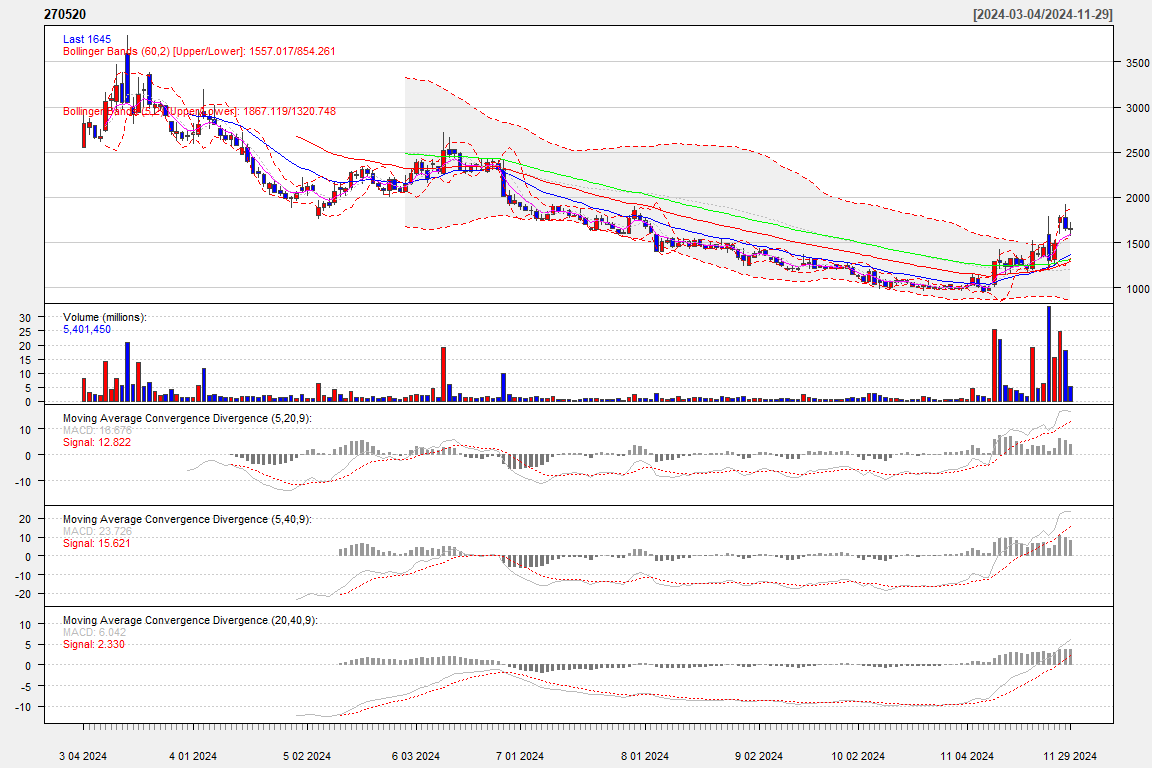 270520 [2024-03-04/2024-11-29]
Last 1645
Bollinger Bands (60,2) [Upper/Lower]: 1557.017/854.261
Bollinger Bands (5,2) [Upper/Lower]: 1867.119/1320.748
3500
3000
2500
2000
1500
1000
Volume (millions):
5,401,450
30
25
20
15
10
5
0
Moving Average Convergence Divergence (5,20,9):
MACD: 16.676
Signal: 12.822
10
0
-10
Moving Average Convergence Divergence (5,40,9):
MACD: 23.726
Signal: 15.621
20
10
0
-10
-20
Moving Average Convergence Divergence (20,40,9):
MACD: 6.042
Signal: 2.330
10
5
0
-5
-10
3 04 2024 4 01 2024 5 02 2024 6 03 2024 7 01 2024 8 01 2024 9 02 2024 10 02 2024 11 04 2024 11 29 2024